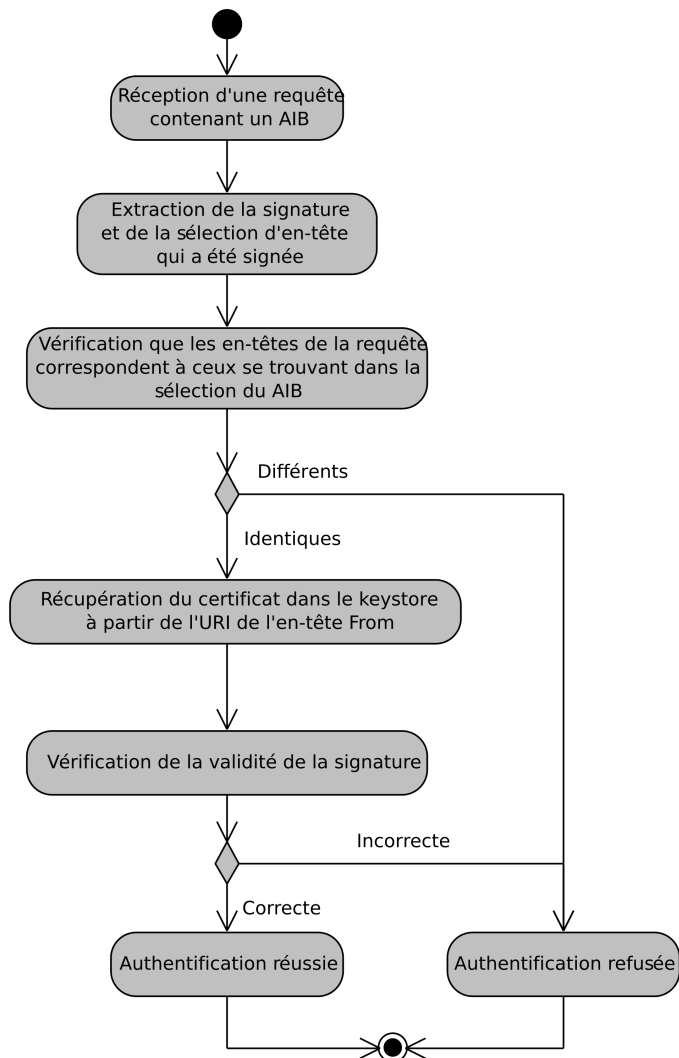 Réception d'une requête
contenant un AIB
Extraction de la signature
et de la sélection d'en-tête
qui a été signée
Vérification que les en-têtes de la requête
correspondent à ceux se trouvant dans la
sélection du AIB
Différents
Identiques
Récupération du certificat dans le keystore
à partir de l'URI de l'en-tête From
Vérification de la validité de la signature
Incorrecte
Correcte
Authentification réussie
Authentification refusée